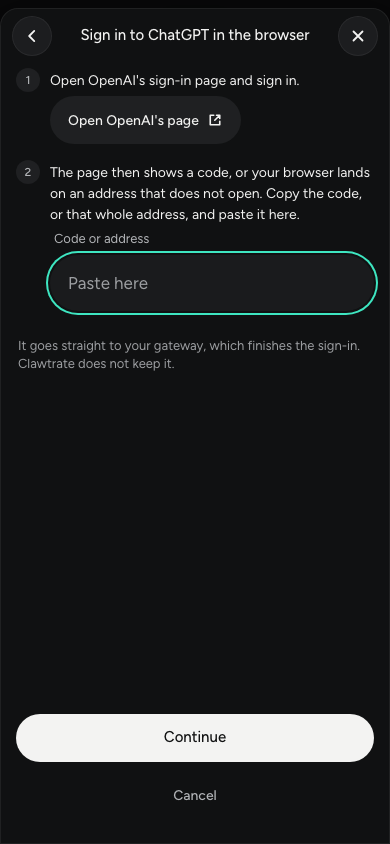 Sign in to ChatGPT in the browser
1 Open OpenAI's sign-in page and sign in.
Open OpenAI's page
2 The page then shows a code, or your browser lands
on an address that does not open. Copy the code,
or that whole address, and paste it here.
Code or address
Paste here
It goes straight to your gateway, which finishes the sign-in.
Clawtrate does not keep it.
Continue
Cancel